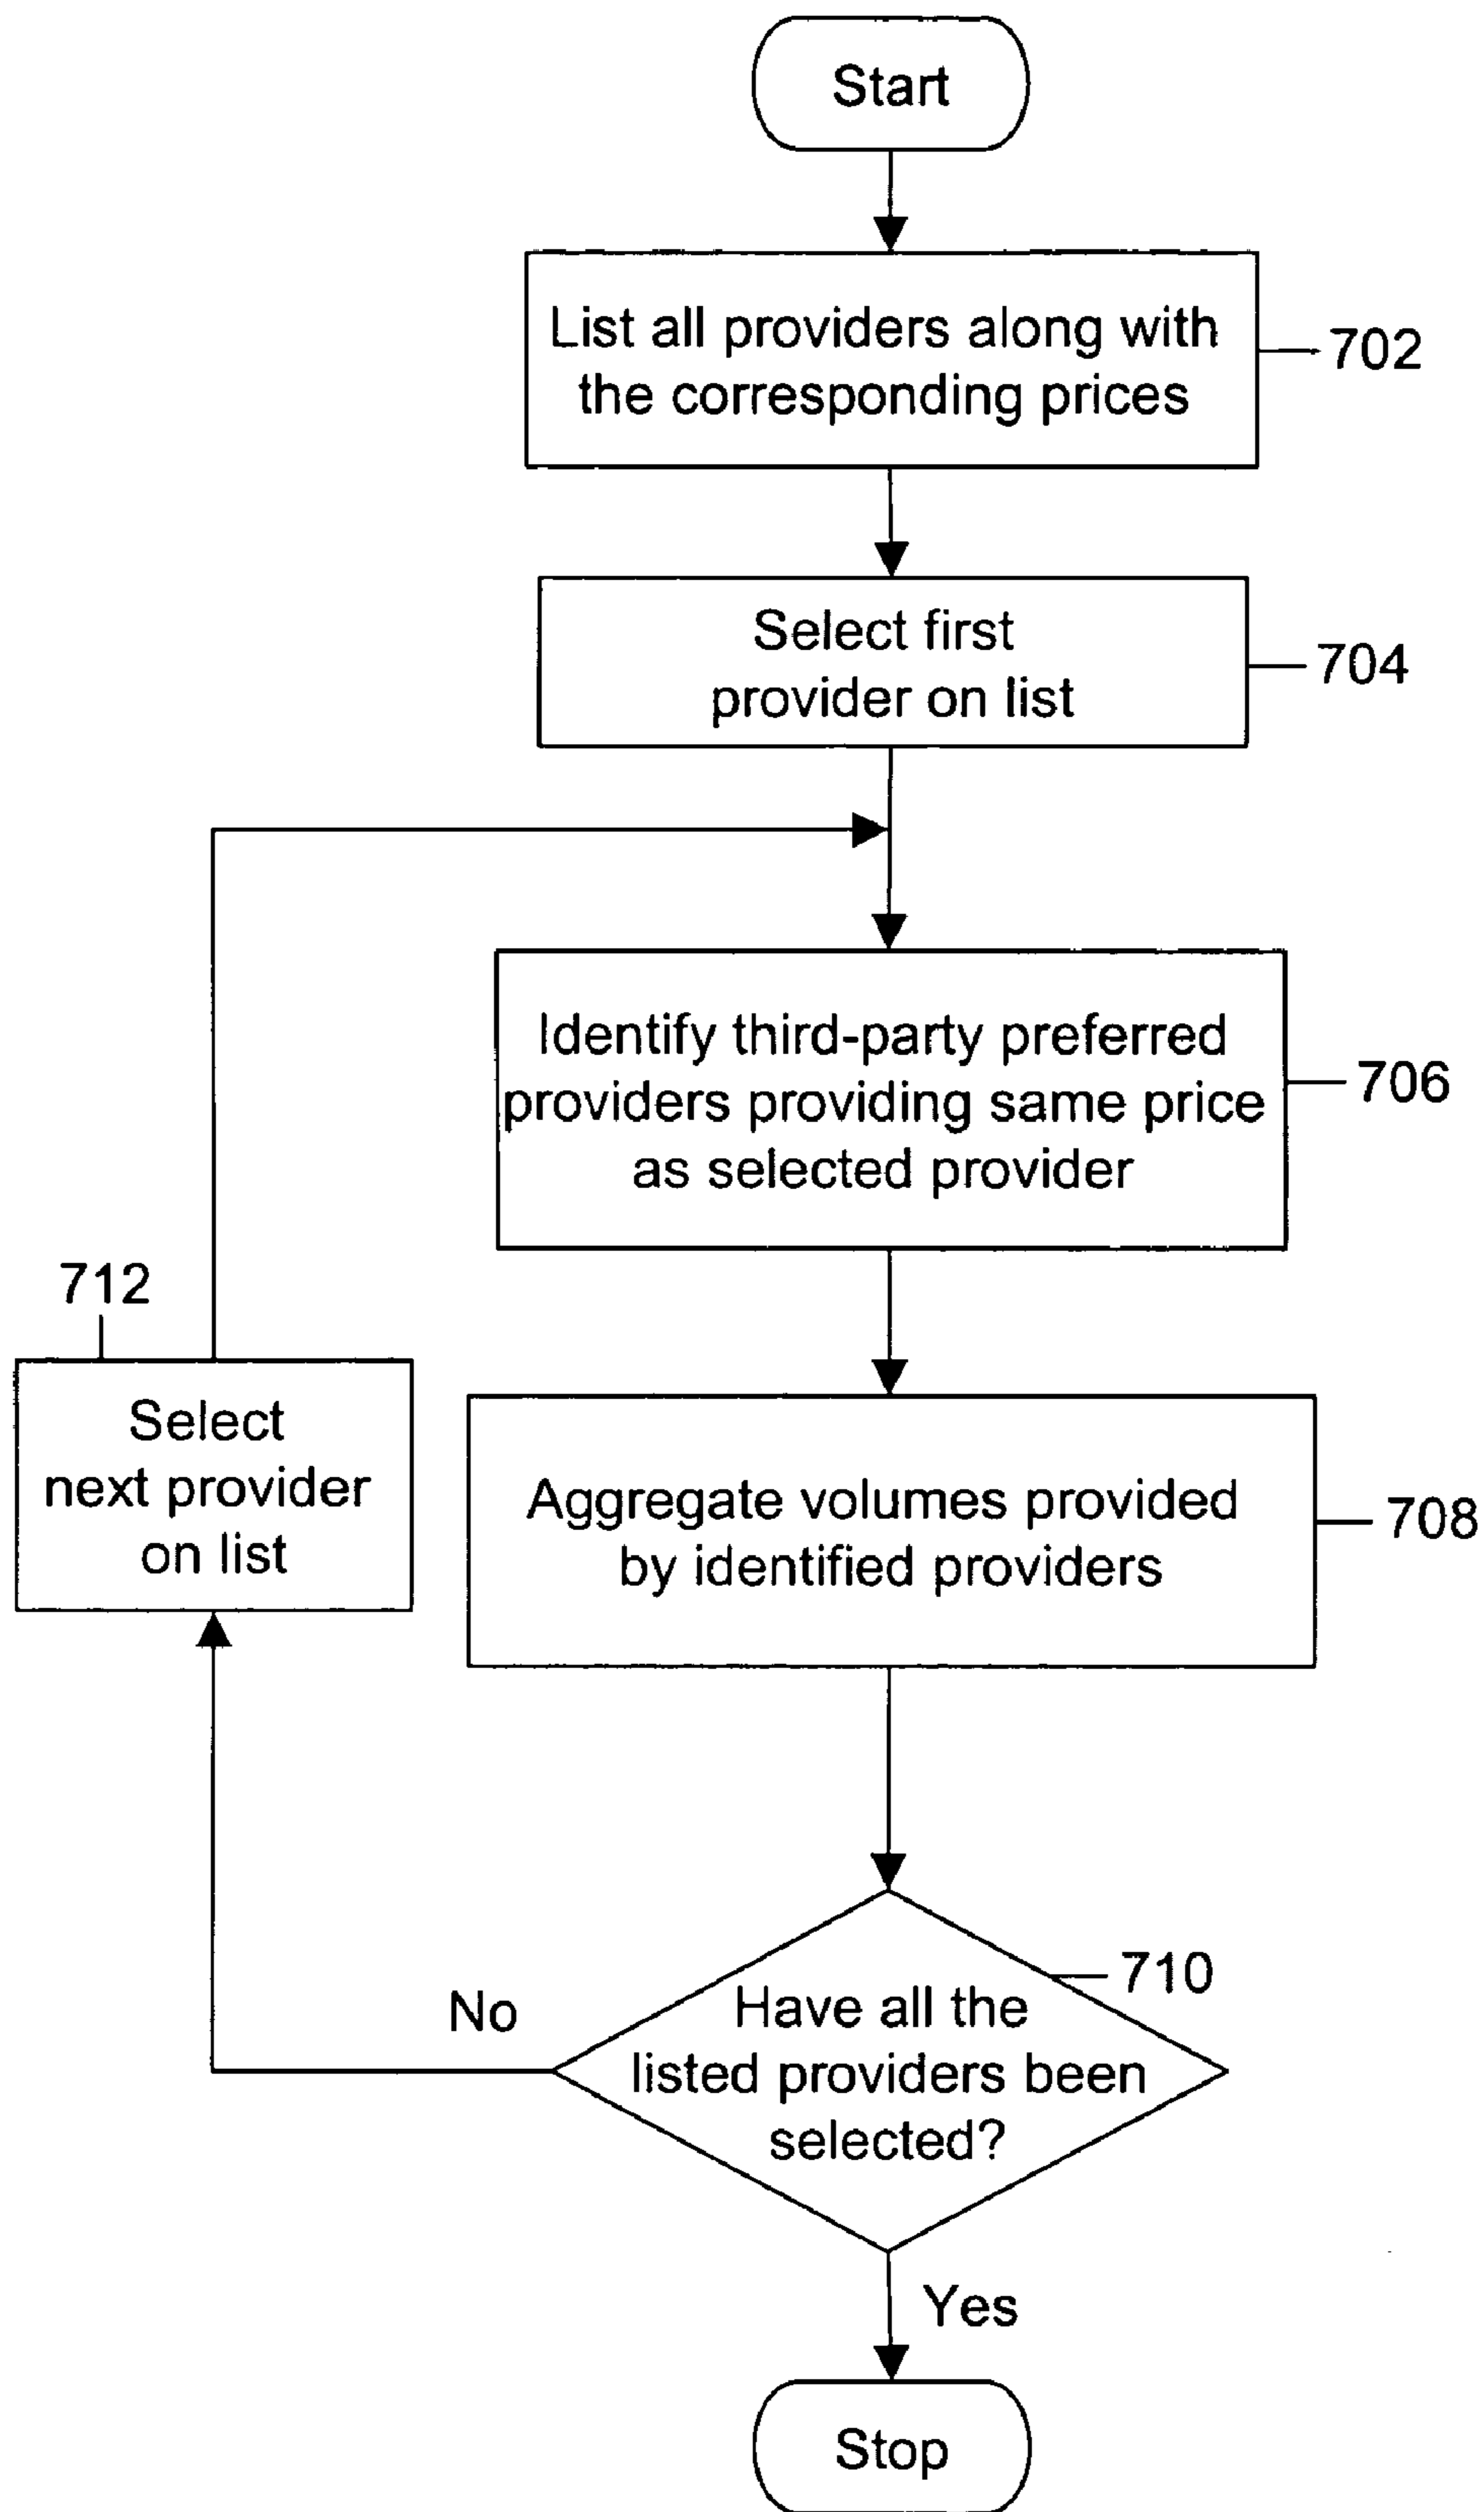 Start
List all providers along with
the corresponding prices
702
Select first
provider on list
704
Identify third-party preferred
providers providing same price
as selected provider
706
712
Select
next provider
on list
Aggregate volumes provided
by identified providers
708
710
Have all the
listed providers been
selected?
No
Yes
Stop